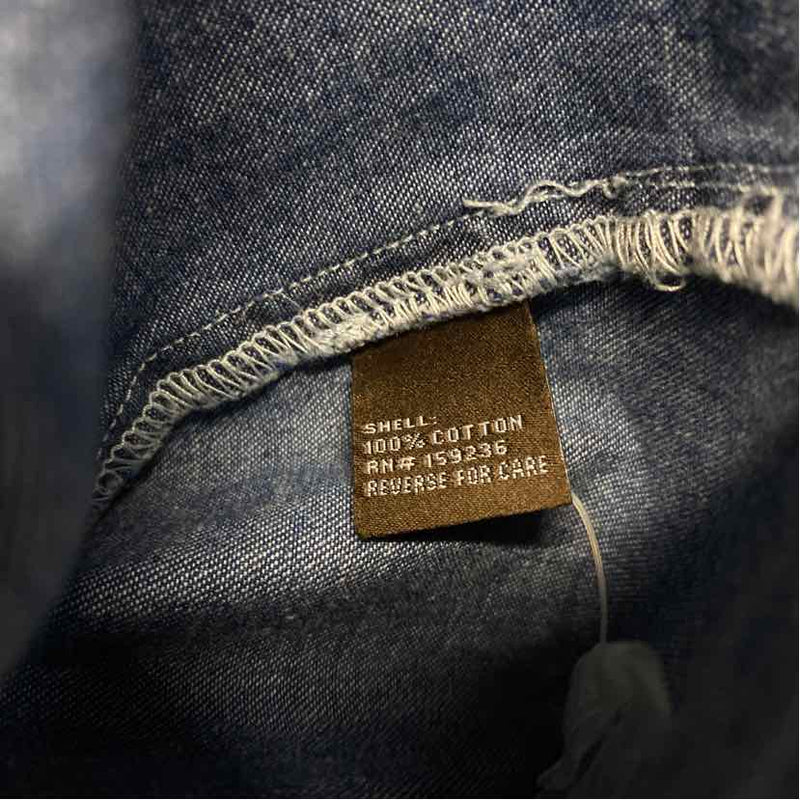 SHELL:
100% COTTON
RN# 159236
REVERSE FOR CARE